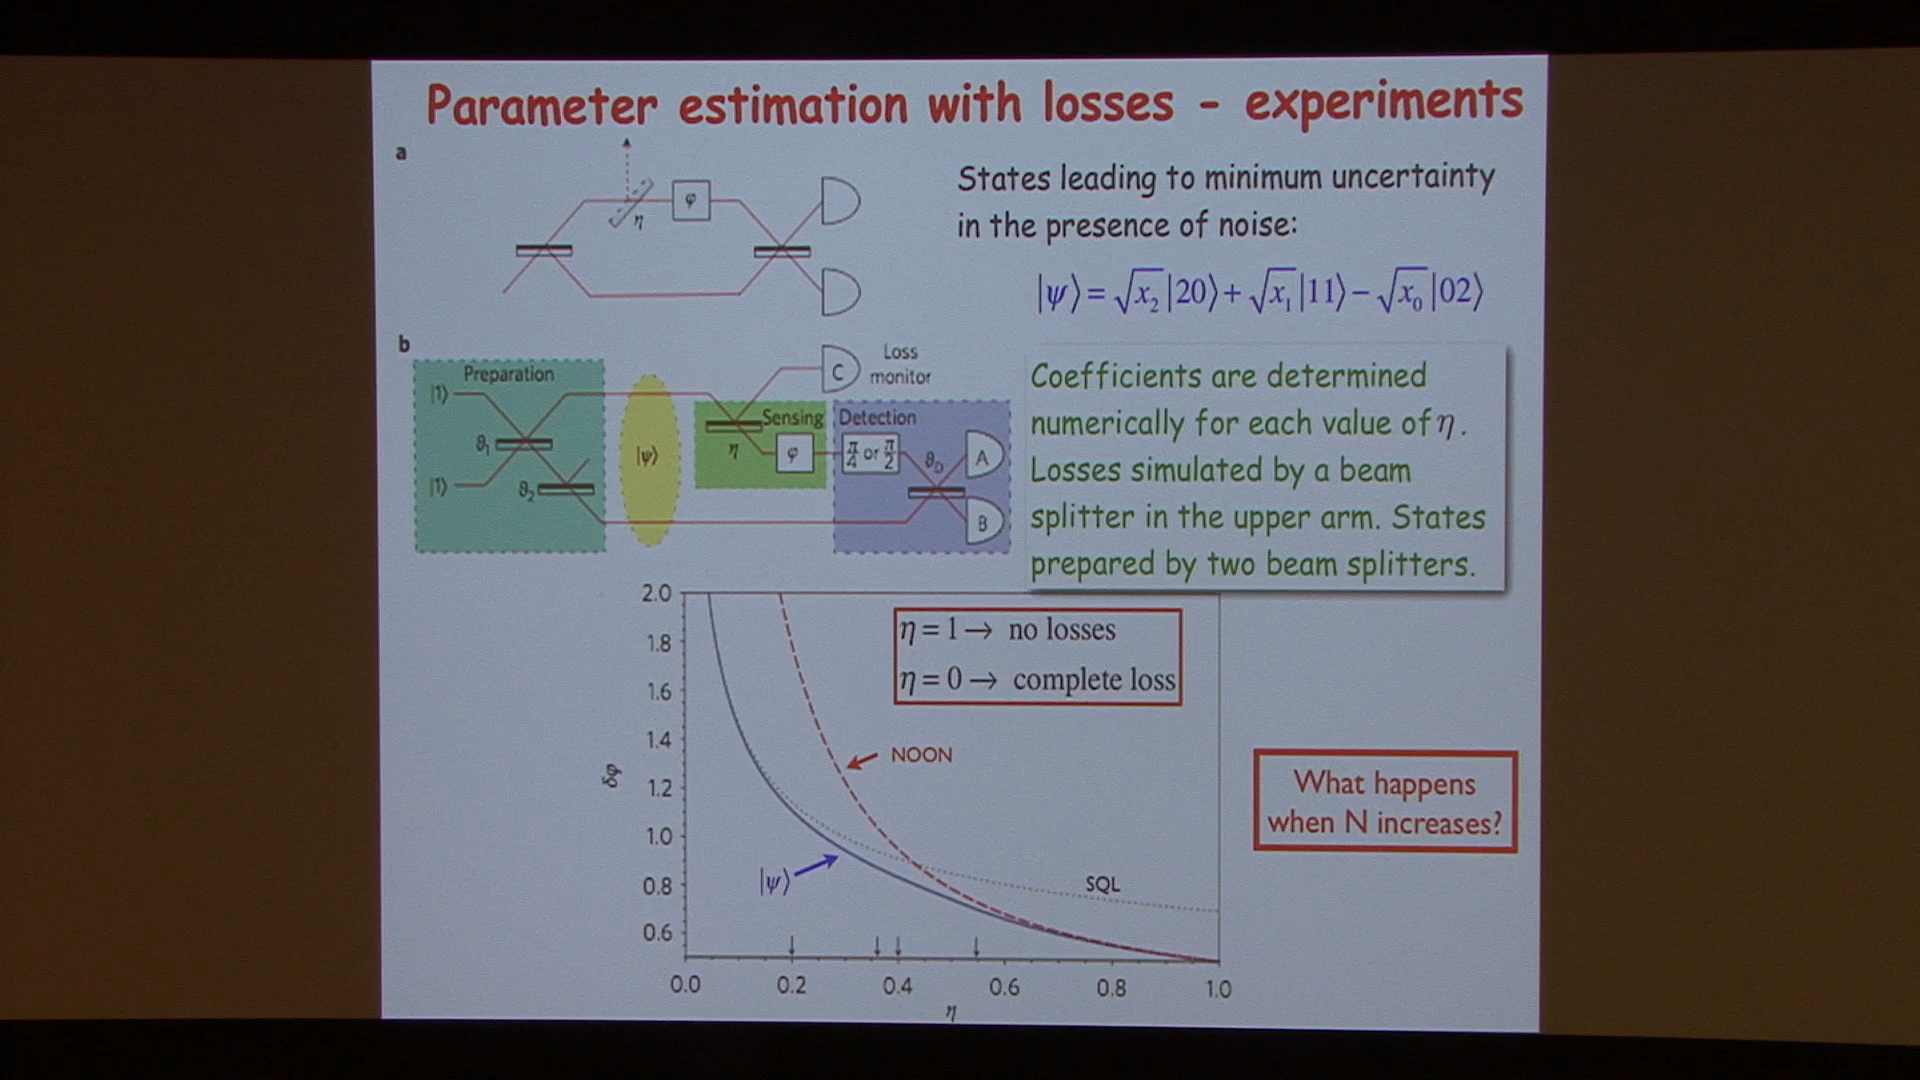 Parameter estimation with losses - experiments
a
φ
η
States leading to minimum uncertainty
in the presence of noise:
|ψ⟩ = √x₂|20⟩ + √x₁|11⟩ − √x₀|02⟩
b
Preparation
|1⟩
|1⟩
ϑ₁
ϑ₂
|ψ⟩
C
Loss
monitor
Sensing
η
φ
Detection
π/4 or π/2
ϑD
A
B
Coefficients are determined
numerically for each value of η.
Losses simulated by a beam
splitter in the upper arm. States
prepared by two beam splitters.
2.0
1.8
1.6
1.4
1.2
1.0
0.8
0.6
δφ
η = 1 → no losses
η = 0 → complete loss
NOON
|ψ⟩
SQL
0.0 0.2 0.4 0.6 0.8 1.0
η
What happens
when N increases?